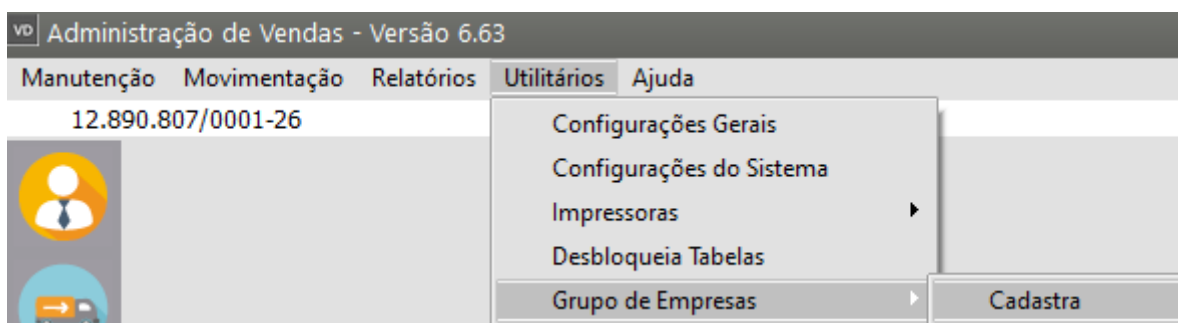 VD Administração de Vendas - Versão 6.63
Manutenção Movimentação Relatórios Utilitários Ajuda
12.890.807/0001-26
Configurações Gerais
Configurações do Sistema
Impressoras
Desbloqueia Tabelas
Grupo de Empresas Cadastra